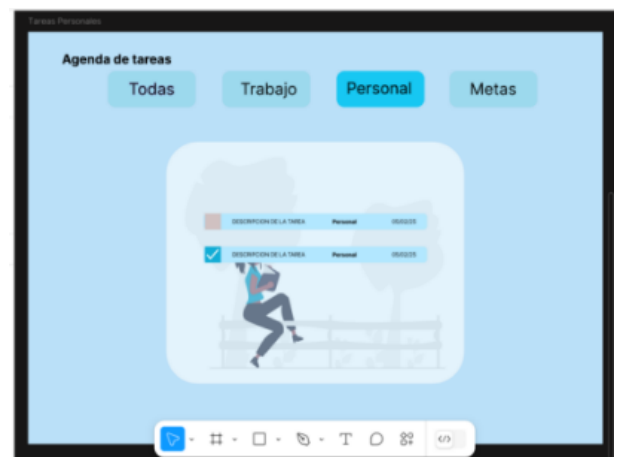 Tareas Personales
Agenda de tareas
Todas Trabajo Personal Metas
DESCRIPCION DE LA TAREA Personal
DESCRIPCION DE LA TAREA Personal